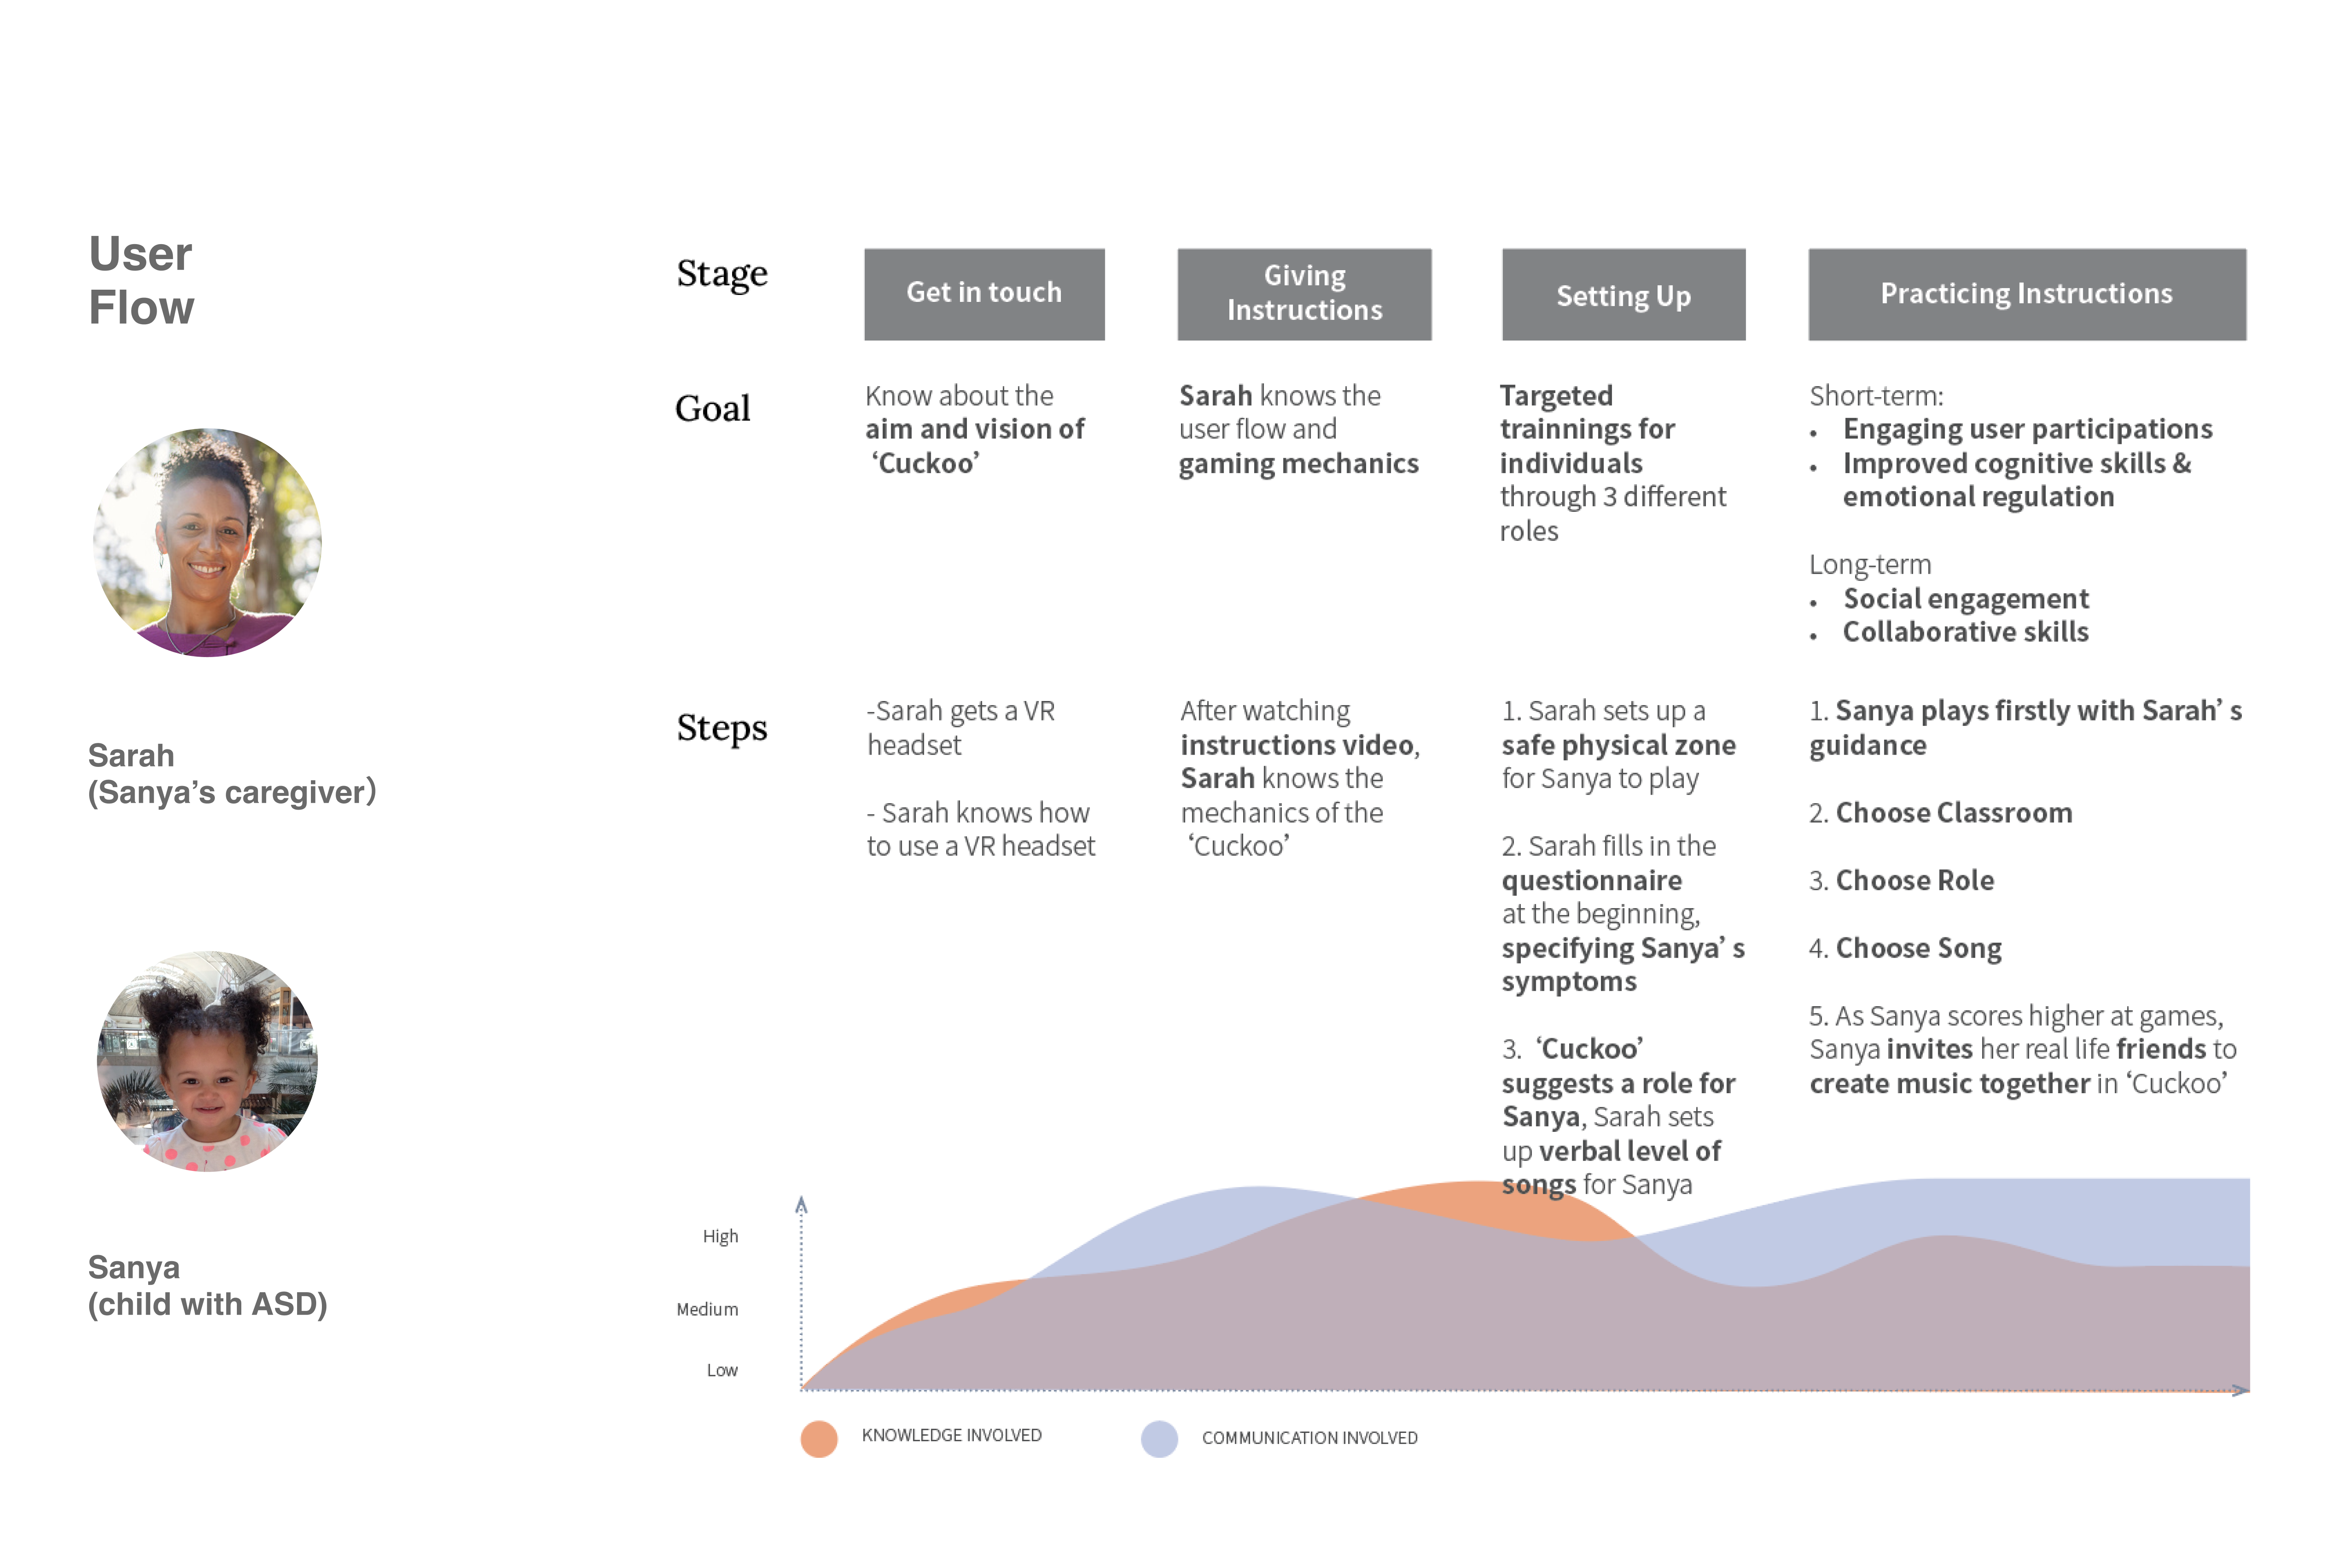 User
Flow
Sarah
(Sanya's caregiver)
Sanya
(child with ASD)
Stage
Get in touch
Giving
Instructions
Setting Up
Practicing Instructions
Goal
Know about the
aim and vision of
‘Cuckoo’
Sarah knows the
user flow and
gaming mechanics
Targeted
trainnings for
individuals
through 3 different
roles
Short-term:
• Engaging user participations
• Improved cognitive skills &
emotional regulation
Long-term
• Social engagement
• Collaborative skills
Steps
-Sarah gets a VR
headset
- Sarah knows how
to use a VR headset
After watching
instructions video,
Sarah knows the
mechanics of the
‘Cuckoo’
1. Sarah sets up a
safe physical zone
for Sanya to play
2. Sarah fills in the
questionnaire
at the beginning,
specifying Sanya’ s
symptoms
3. ‘Cuckoo’
suggests a role for
Sanya, Sarah sets
up verbal level of
songs for Sanya
1. Sanya plays firstly with Sarah’ s
guidance
2. Choose Classroom
3. Choose Role
4. Choose Song
5. As Sanya scores higher at games,
Sanya invites her real life friends to
create music together in ‘Cuckoo’
High
Medium
Low
KNOWLEDGE INVOLVED
COMMUNICATION INVOLVED